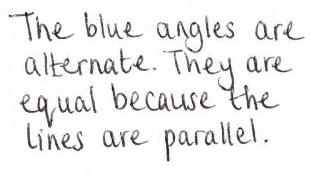 The blue angles are
alternate. They are
equal because the
lines are parallel.